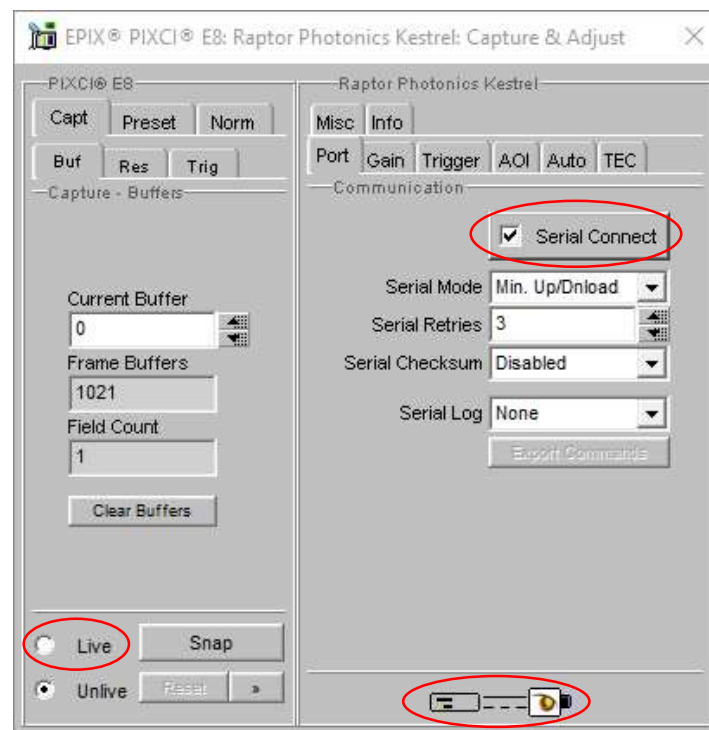 EPIX® PIXCI® E8: Raptor Photonics Kestrel: Capture & Adjust
PIXCI® E8
Capt Preset Norm
Buf Res Trig
Capture - Buffers
Current Buffer
0
Frame Buffers
1021
Field Count
1
Clear Buffers
Live Snap
Unlive Reset »
Raptor Photonics Kestrel
Misc Info
Port Gain Trigger AOI Auto TEC
Communication
Serial Connect
Serial Mode Min. Up/Dnload
Serial Retries 3
Serial Checksum Disabled
Serial Log None
Export Commands